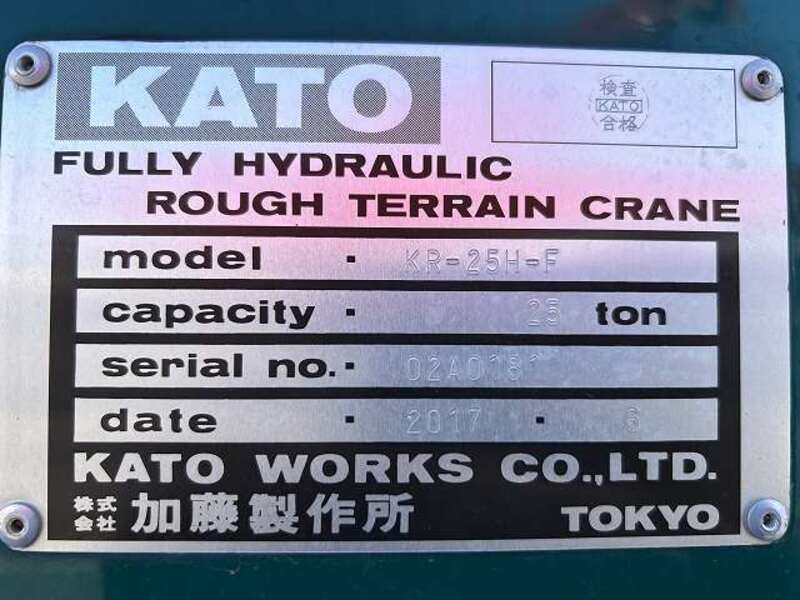 KATO
検査
KATO
合格
FULLY HYDRAULIC
ROUGH TERRAIN CRANE
model · KR-25H-F
capacity · 25 ton
serial no. · 02A0181
date · 2017 · 6
KATO WORKS CO.,LTD.
株式会社 加藤製作所 TOKYO